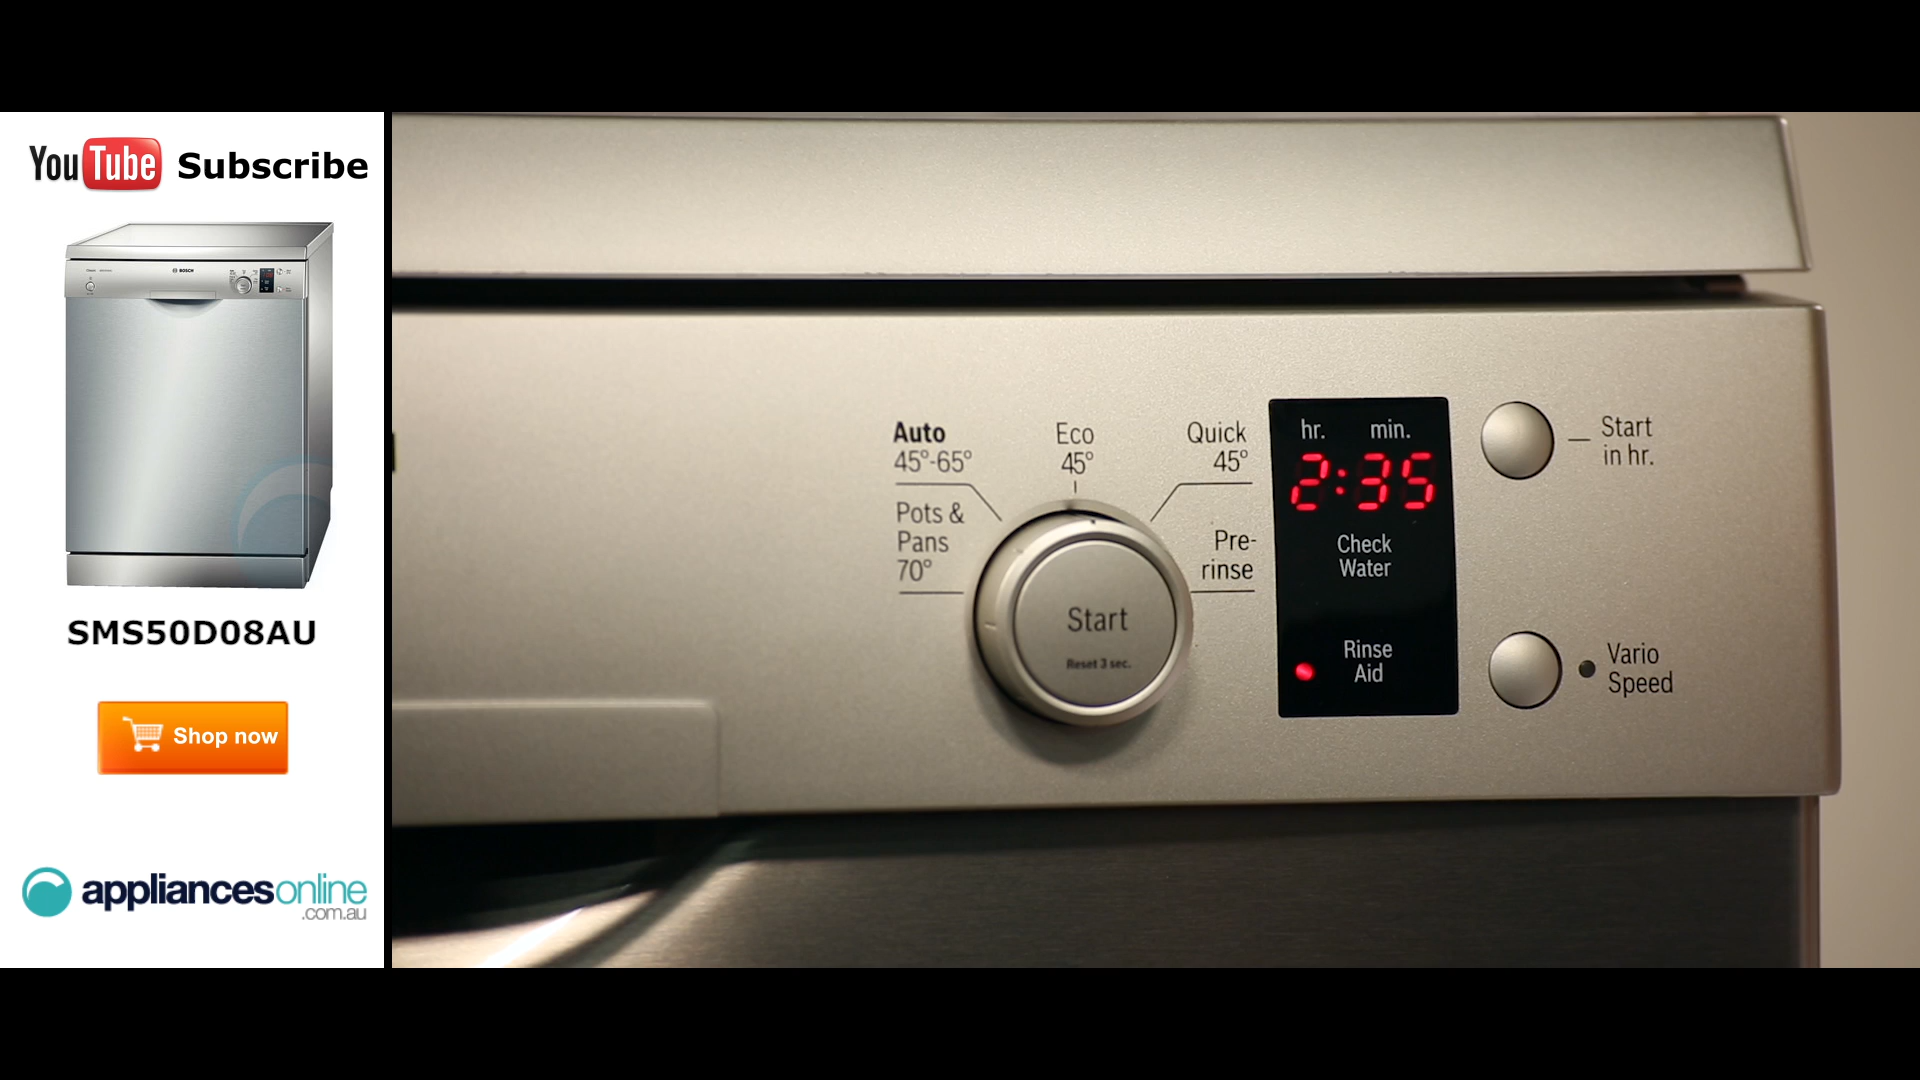 YouTube Subscribe
BOSCH
SMS50D08AU
Shop now
appliancesonline
.com.au
Auto
45°-65°
Pots &
Pans
70°
Eco
45°
Quick
45°
Pre-
rinse
Start
Reset 3 sec.
hr. min.
2:35
Check
Water
Rinse
Aid
Start
in hr.
Vario
Speed